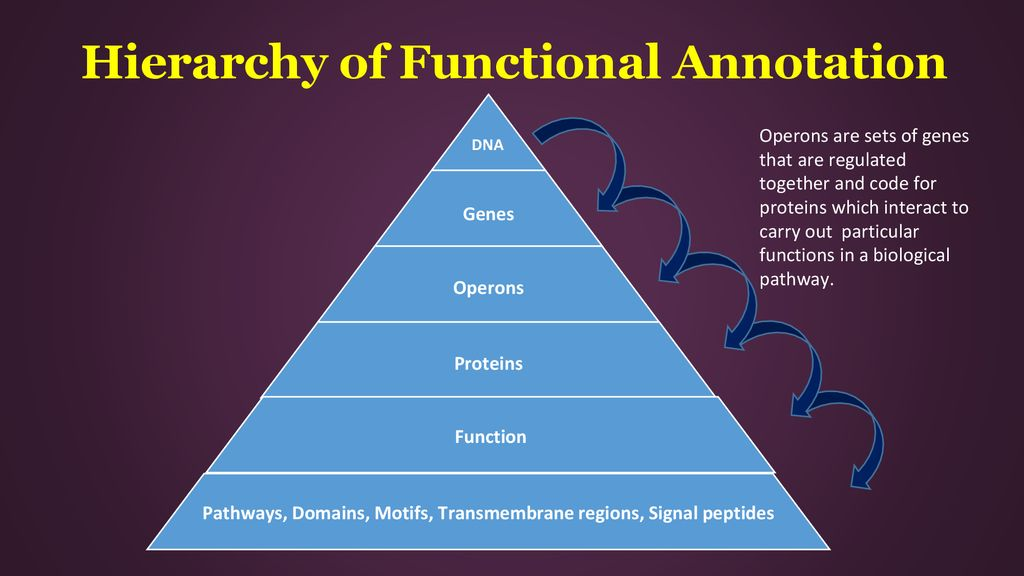 Hierarchy of Functional Annotation
DNA
Genes
Operons
Proteins
Function
Pathways, Domains, Motifs, Transmembrane regions, Signal peptides
Operons are sets of genes
that are regulated
together and code for
proteins which interact to
carry out  particular
functions in a biological
pathway.